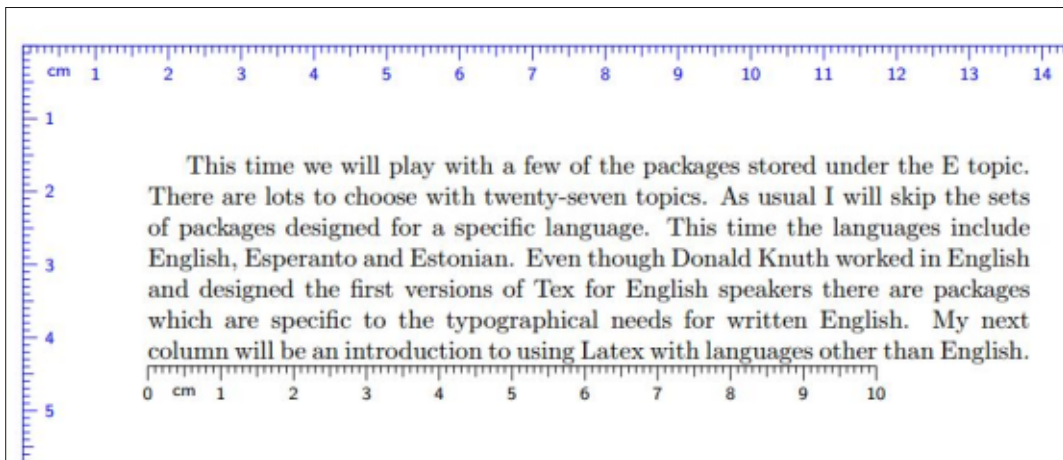 cm 1 2 3 4 5 6 7 8 9 10 11 12 13 14
1
This time we will play with a few of the packages stored under the E topic.
2 There are lots to choose with twenty-seven topics. As usual I will skip the sets
of packages designed for a specific language. This time the languages include
3 English, Esperanto and Estonian. Even though Donald Knuth worked in English
and designed the first versions of Tex for English speakers there are packages
4 which are specific to the typographical needs for written English. My next
column will be an introduction to using Latex with languages other than English.
0 cm 1 2 3 4 5 6 7 8 9 10
5